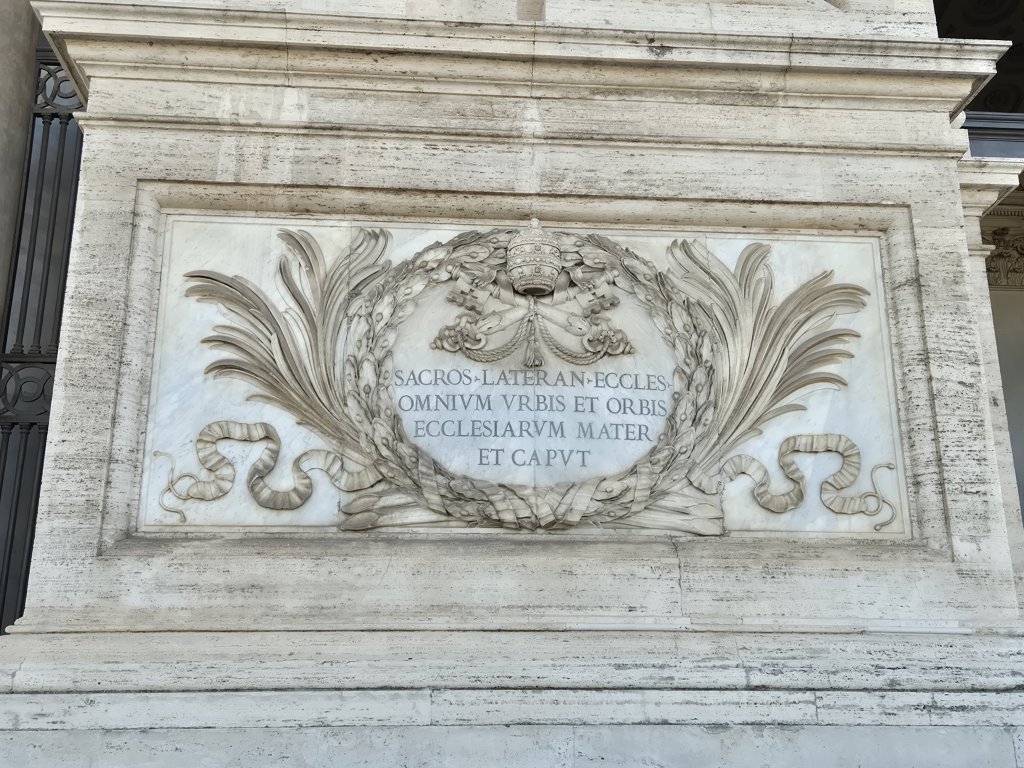 SACROS·LATERAN·ECCLES·
OMNIVM VRBIS ET ORBIS
ECCLESIARVM MATER
ET CAPVT